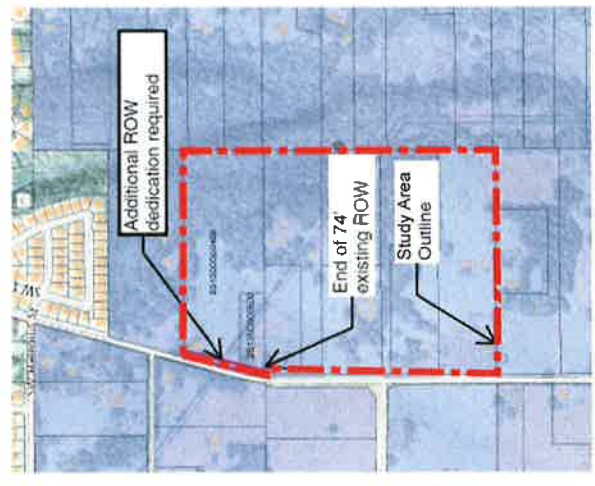 Additional ROW
dedication required
End of 74'
existing ROW
Study Area
Outline